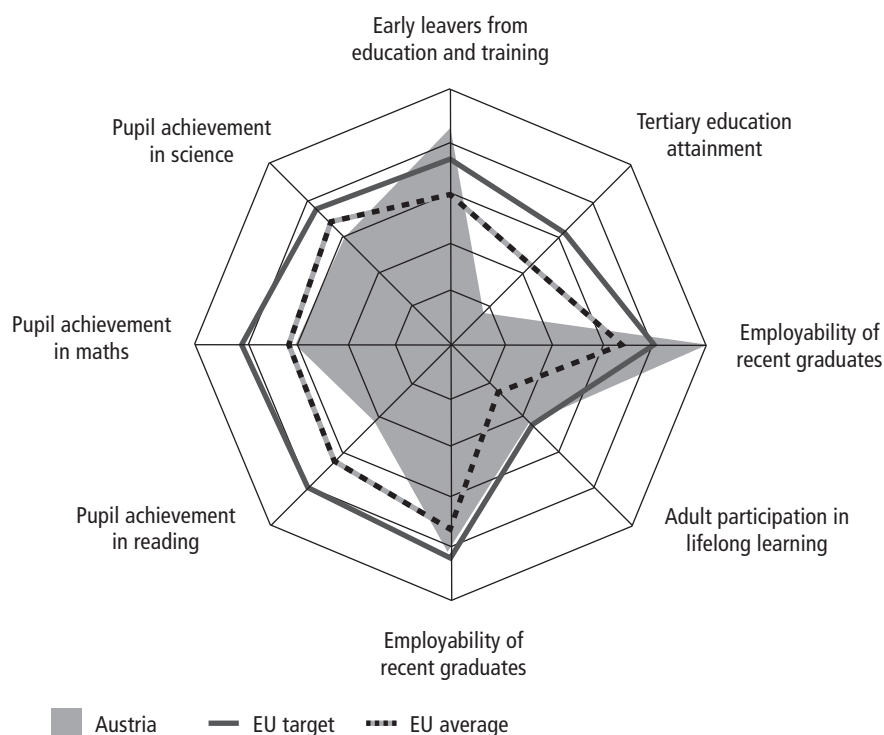 Early leavers from
education and training
Tertiary education
attainment
Employability of
recent graduates
Adult participation in
lifelong learning
Employability of
recent graduates
Pupil achievement
in reading
Pupil achievement
in maths
Pupil achievement
in science
Austria
EU target
EU average